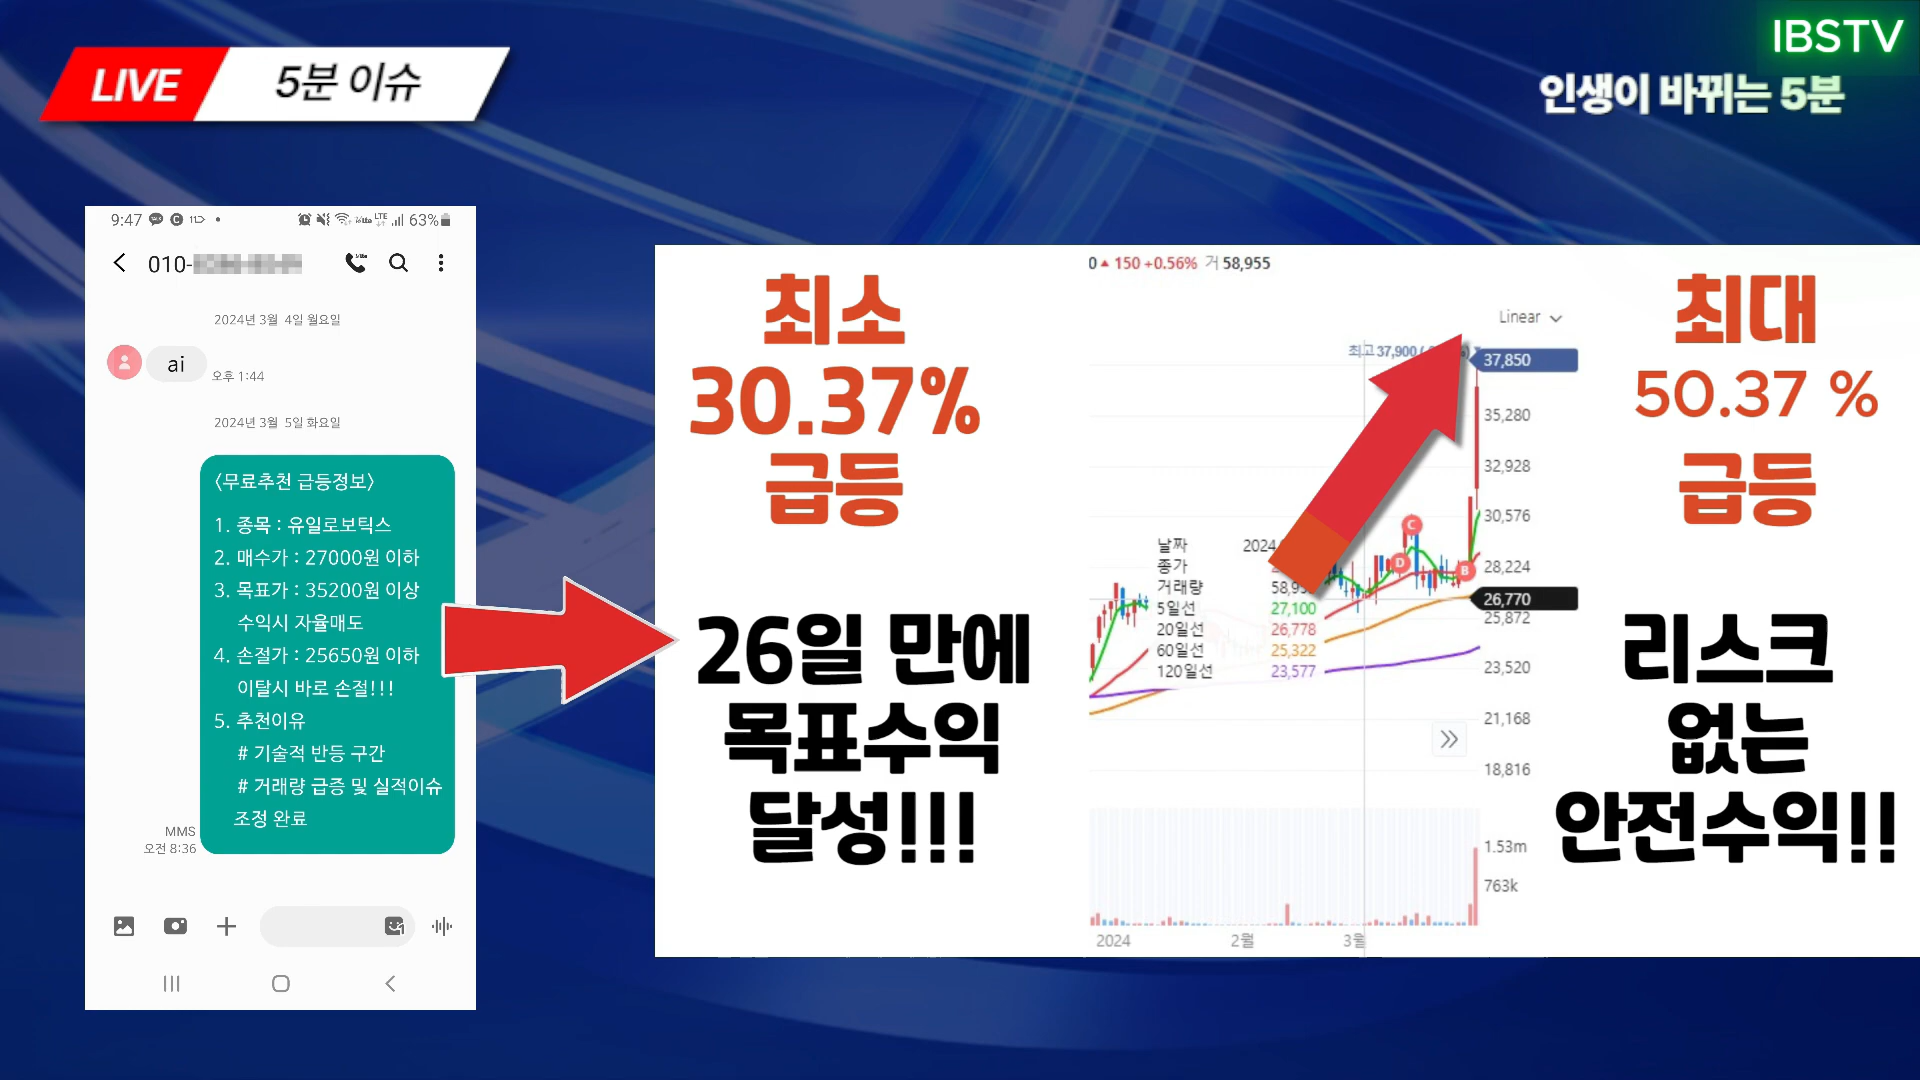 IBSTV
LIVE
5분 이슈
인생이 바뀌는 5분
9:47
LTE
63%
010-
2024년 3월 4일 월요일
ai
오후 1:44
2024년 3월 5일 화요일
〈무료추천 급등정보〉
1. 종목 : 유일로보틱스
2. 매수가 : 27000원 이하
3. 목표가 : 35200원 이상
수익시 자율매도
4. 손절가 : 25650원 이하
이탈시 바로 손절!!!
5. 추천이유
# 기술적 반등 구간
# 거래량 급증 및 실적이슈
조정 완료
MMS
오전 8:36
최소
30.37%
급등
26일 만에
목표수익
달성!!!
0▲150 +0.56% 거 58,955
Linear
최고 37,900
37,850
35,280
32,928
30,576
28,224
26,770
25,872
23,520
21,168
18,816
1.53m
763k
C
D
B
날짜 2024
종가
거래량 58,9
5일선 27,100
20일선 26,778
60일선 25,322
120일선 23,577
2024
2월
3월
최대
50.37 %
급등
리스크
없는
안전수익!!